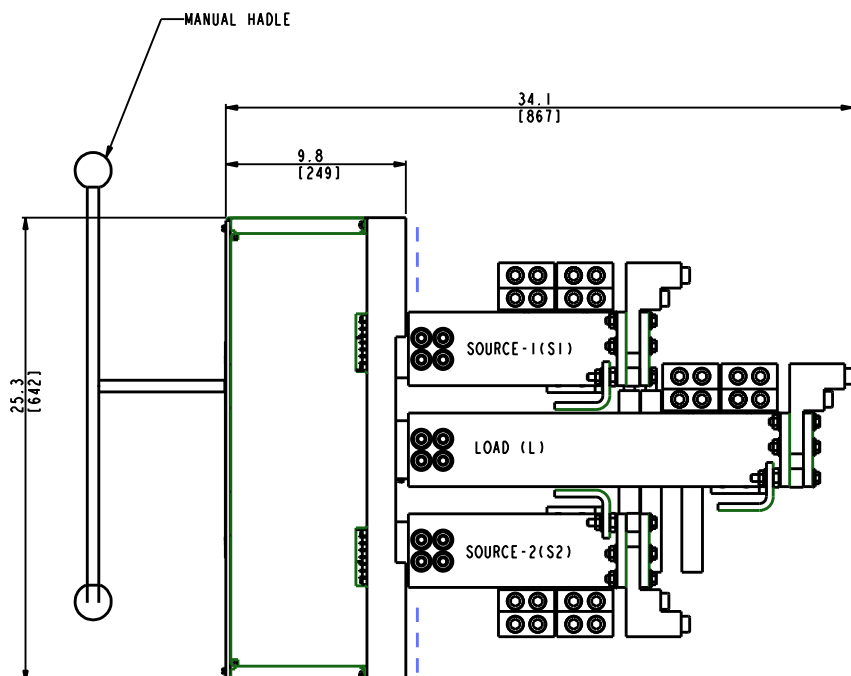 MANUAL HADLE
34.1
[867]
9.8
[249]
SOURCE-1(S1)
25.3
[642]
LOAD (L)
SOURCE-2(S2)